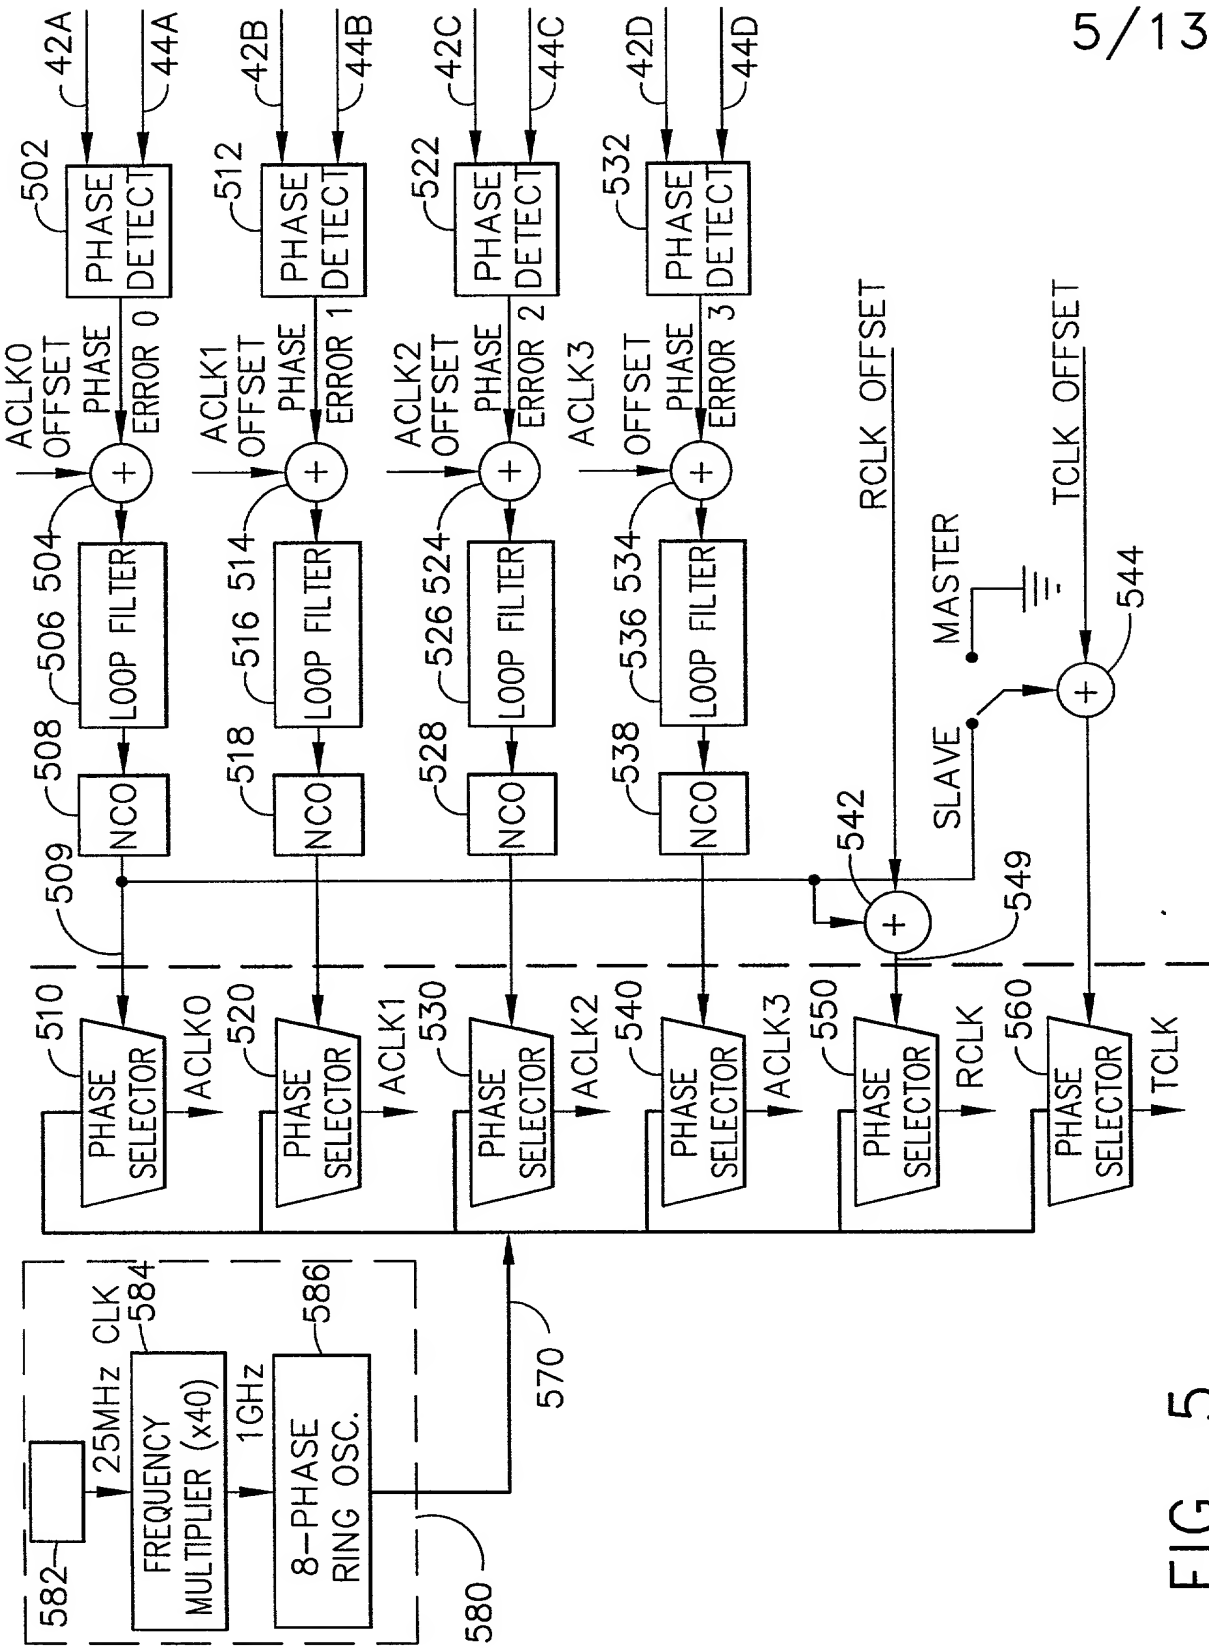 5/13
42A
44A
42B
44B
42C
44C
42D
44D
502
PHASE
DETECT
512
PHASE
DETECT
522
PHASE
DETECT
532
PHASE
DETECT
ACLK0
OFFSET
PHASE
ERROR 0
ACLK1
OFFSET
PHASE
ERROR 1
ACLK2
OFFSET
PHASE
ERROR 2
ACLK3
OFFSET
PHASE
ERROR 3
+
+
+
+
504
514
524
534
506
LOOP FILTER
516
LOOP FILTER
526
LOOP FILTER
536
LOOP FILTER
508
NCO
518
NCO
528
NCO
538
NCO
RCLK OFFSET
TCLK OFFSET
MASTER
SLAVE
544
+
542
+
549
509
510
PHASE
SELECTOR
ACLK0
520
PHASE
SELECTOR
ACLK1
530
PHASE
SELECTOR
ACLK2
540
PHASE
SELECTOR
ACLK3
550
PHASE
SELECTOR
RCLK
560
PHASE
SELECTOR
TCLK
582
25MHz CLK
584
FREQUENCY
MULTIPLIER (x40)
1GHz
586
8-PHASE
RING OSC.
580
570
FIG. 5